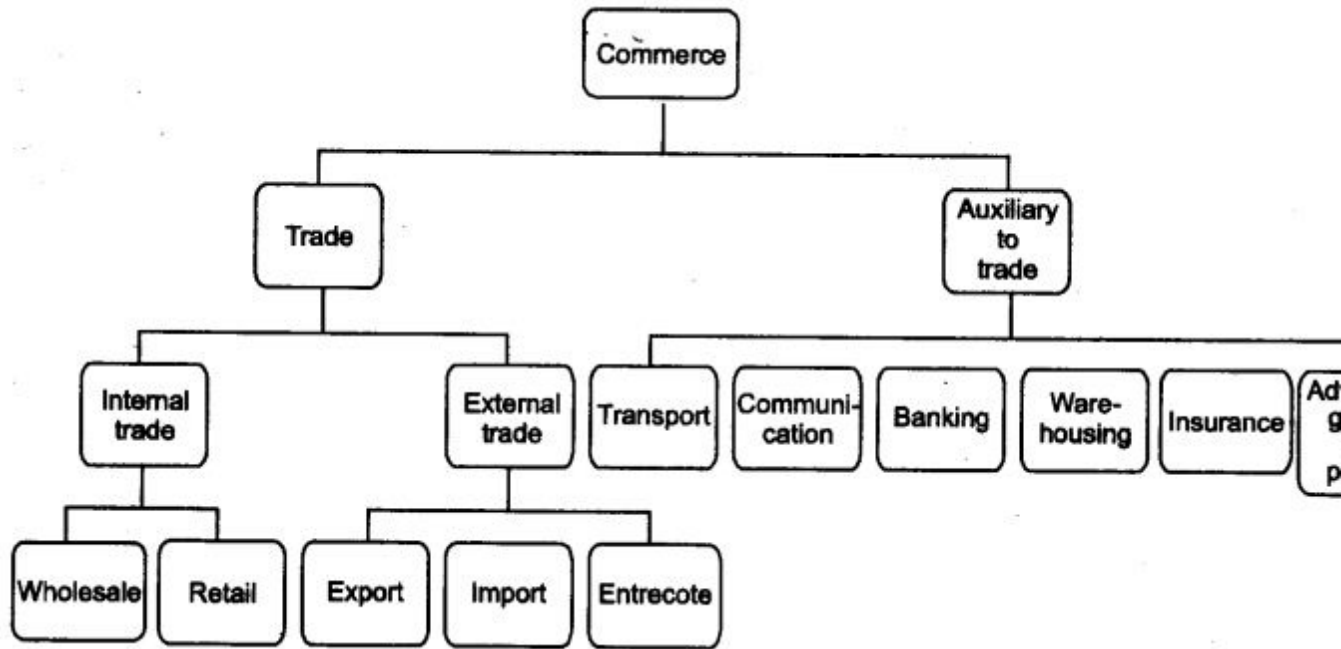 Commerce
Trade
Auxiliary
to
trade
Internal
trade
External
trade
Transport
Communi-
cation
Banking
Ware-
housing
Insurance
Wholesale
Retail
Export
Import
Entrecote